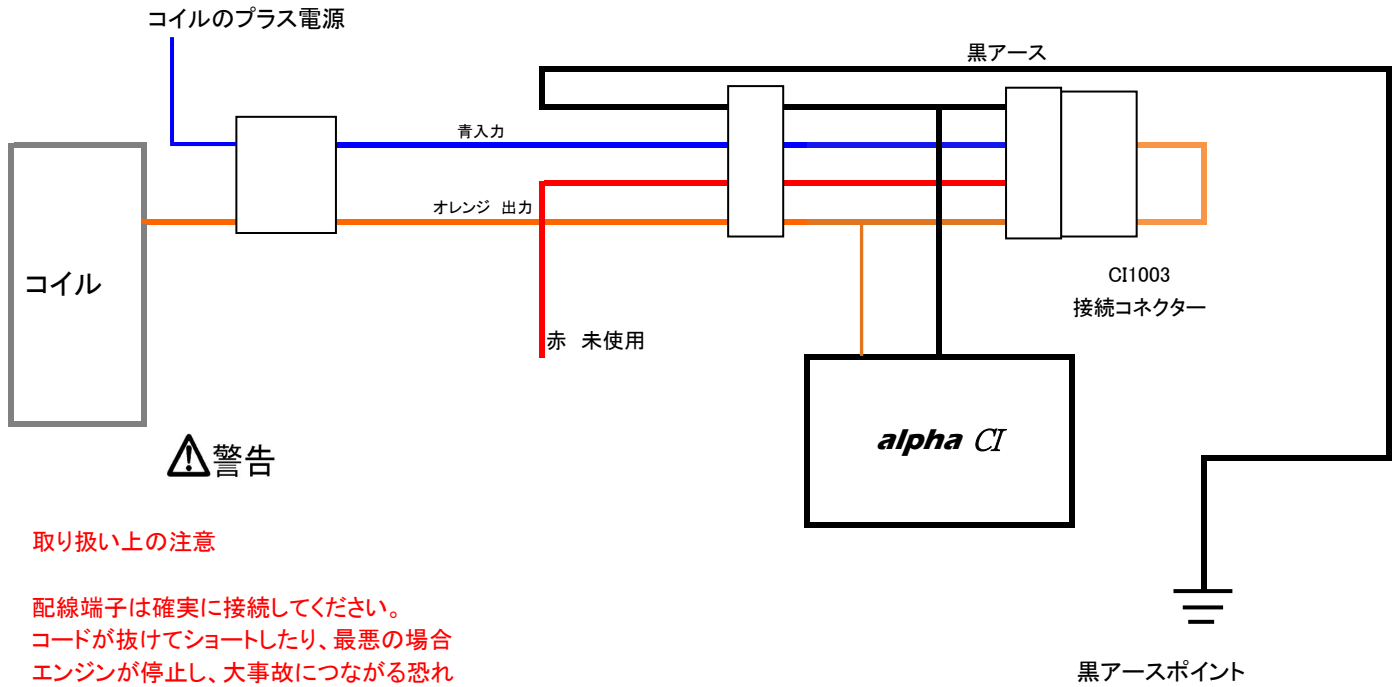 コイルのプラス電源
黒アース
青入力
オレンジ 出力
コイル
赤 未使用
CI1003
接続コネクター
alpha CI
警告
取り扱い上の注意
配線端子は確実に接続してください。
コードが抜けてショートしたり、最悪の場合
エンジンが停止し、大事故につながる恐れ
黒アースポイント